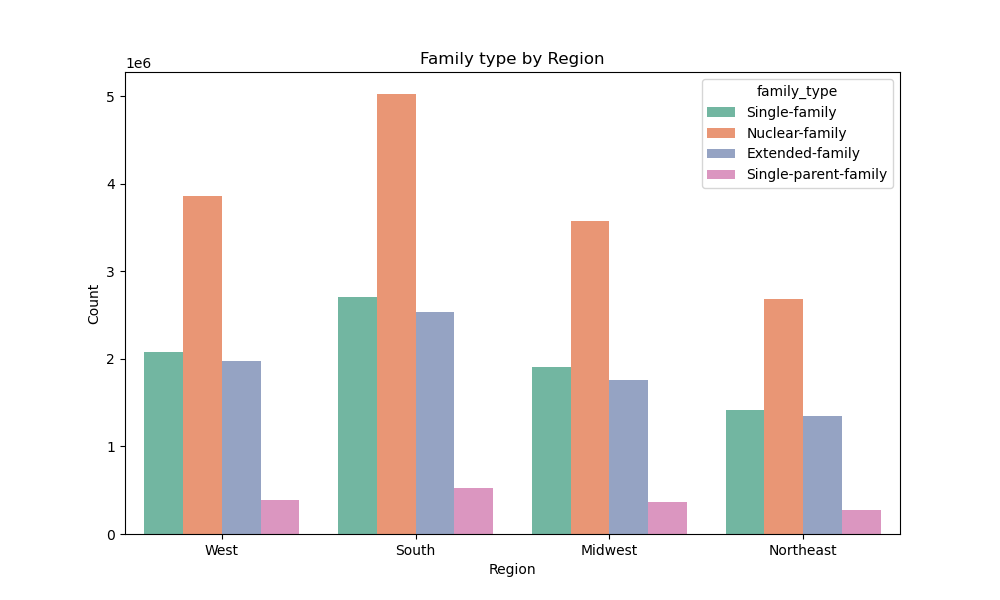 Family type by Region
1e6
5
4
3
2
1
0
Count
West
South
Midwest
Northeast
Region
family_type
Single-family
Nuclear-family
Extended-family
Single-parent-family